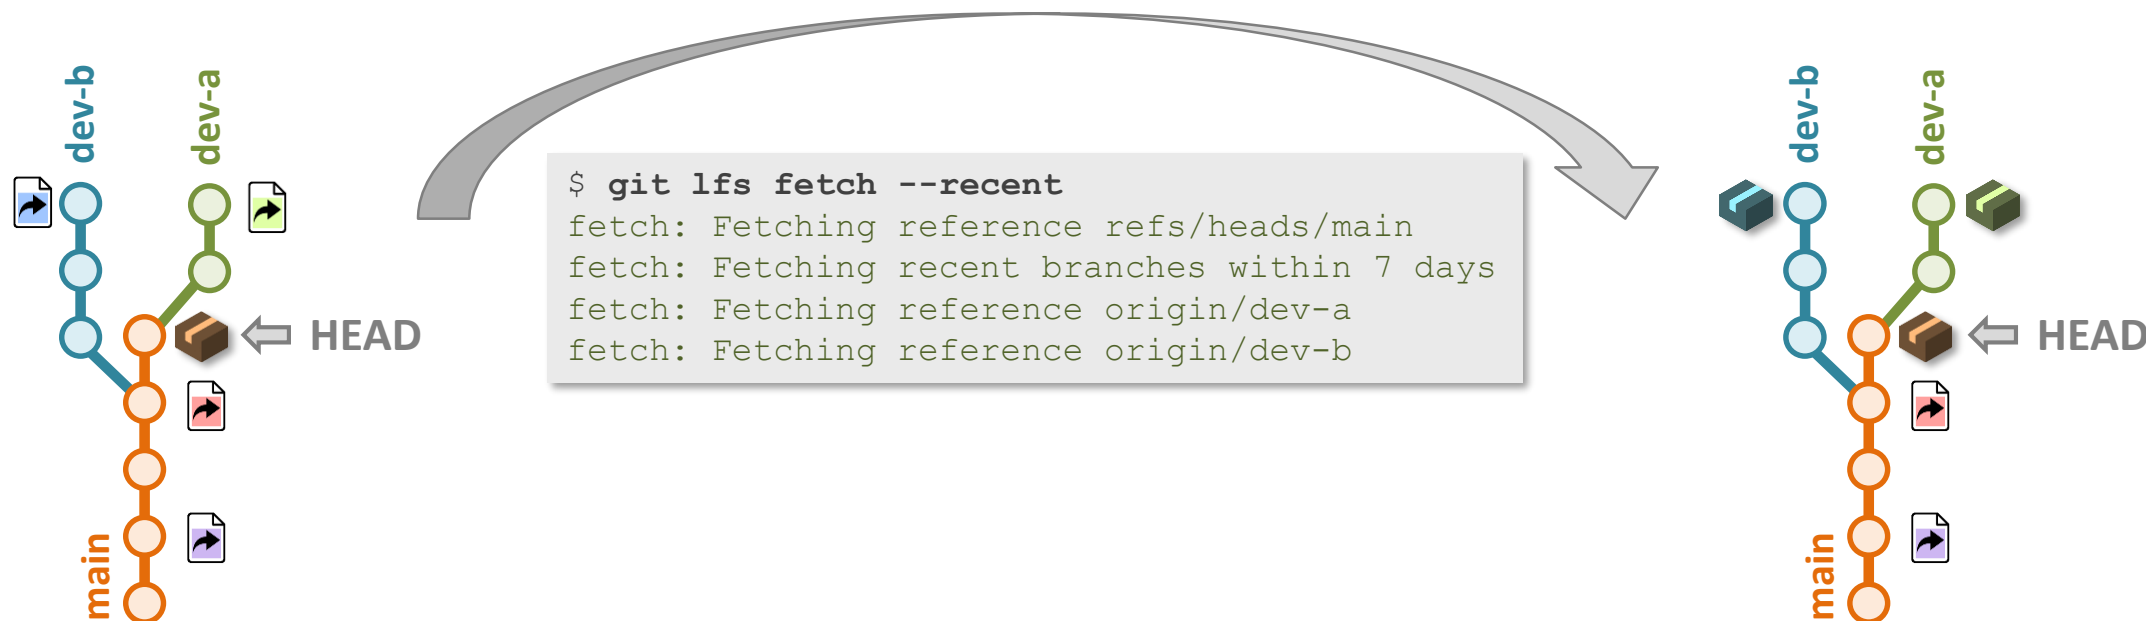 dev-b
dev-a
HEAD
main
$ git lfs fetch --recent
fetch: Fetching reference refs/heads/main
fetch: Fetching recent branches within 7 days
fetch: Fetching reference origin/dev-a
fetch: Fetching reference origin/dev-b
dev-b
dev-a
HEAD
main